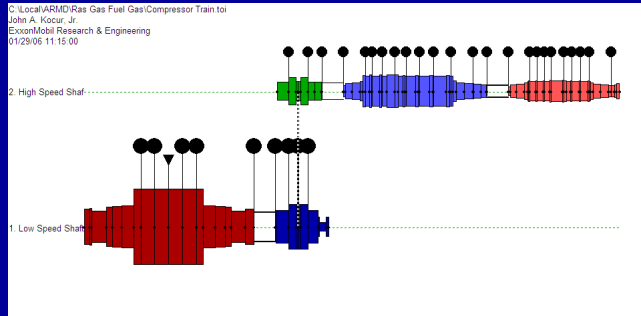 C:\Local\ARMD\Ras Gas Fuel Gas\Compressor Train.toi
John A. Kocur, Jr.
ExxonMobil Research & Engineering
01/29/06 11:15:00
2. High Speed Shaf
1. Low Speed Shaft